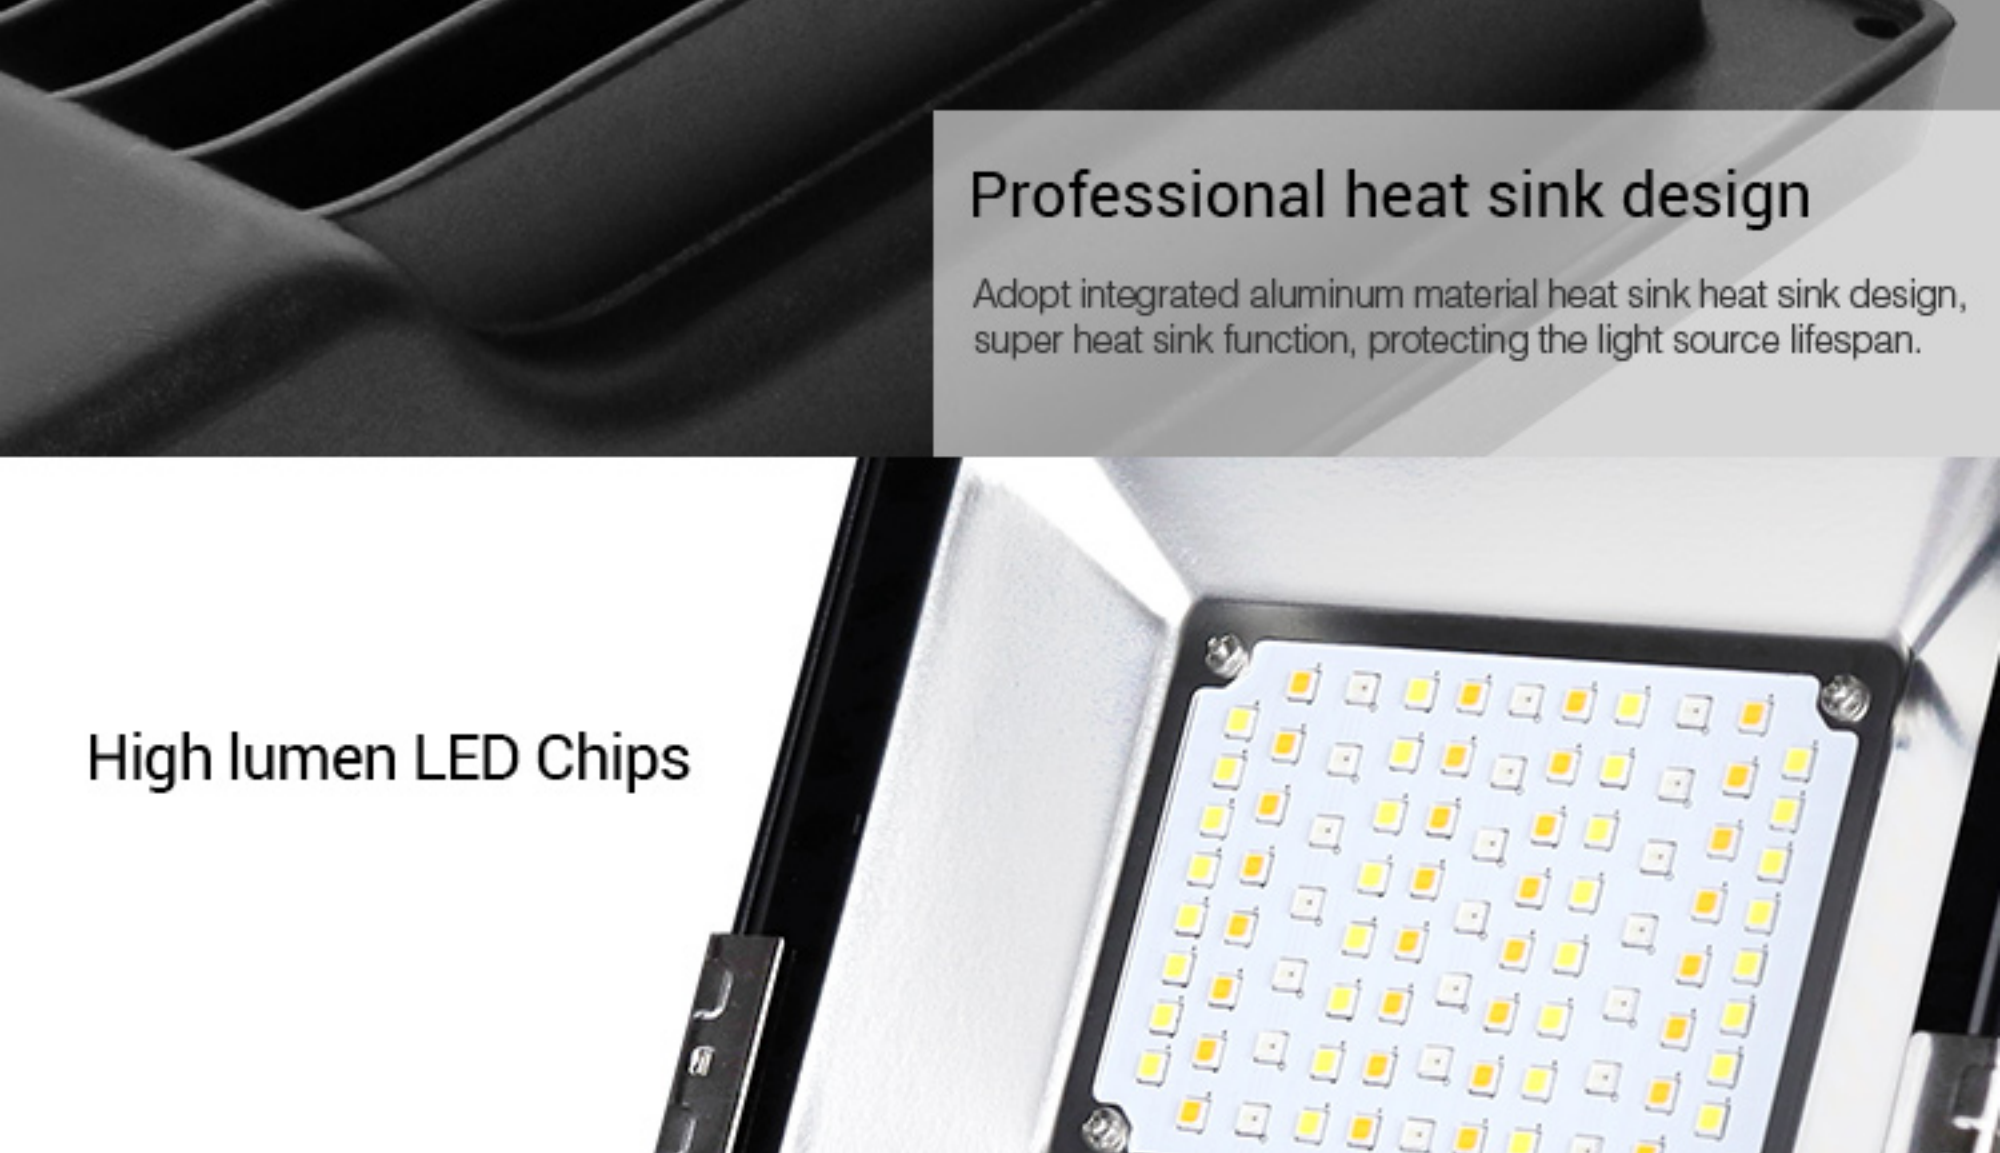 Professional heat sink design
Adopt integrated aluminum material heat sink heat sink design,
super heat sink function, protecting the light source lifespan.
High lumen LED Chips